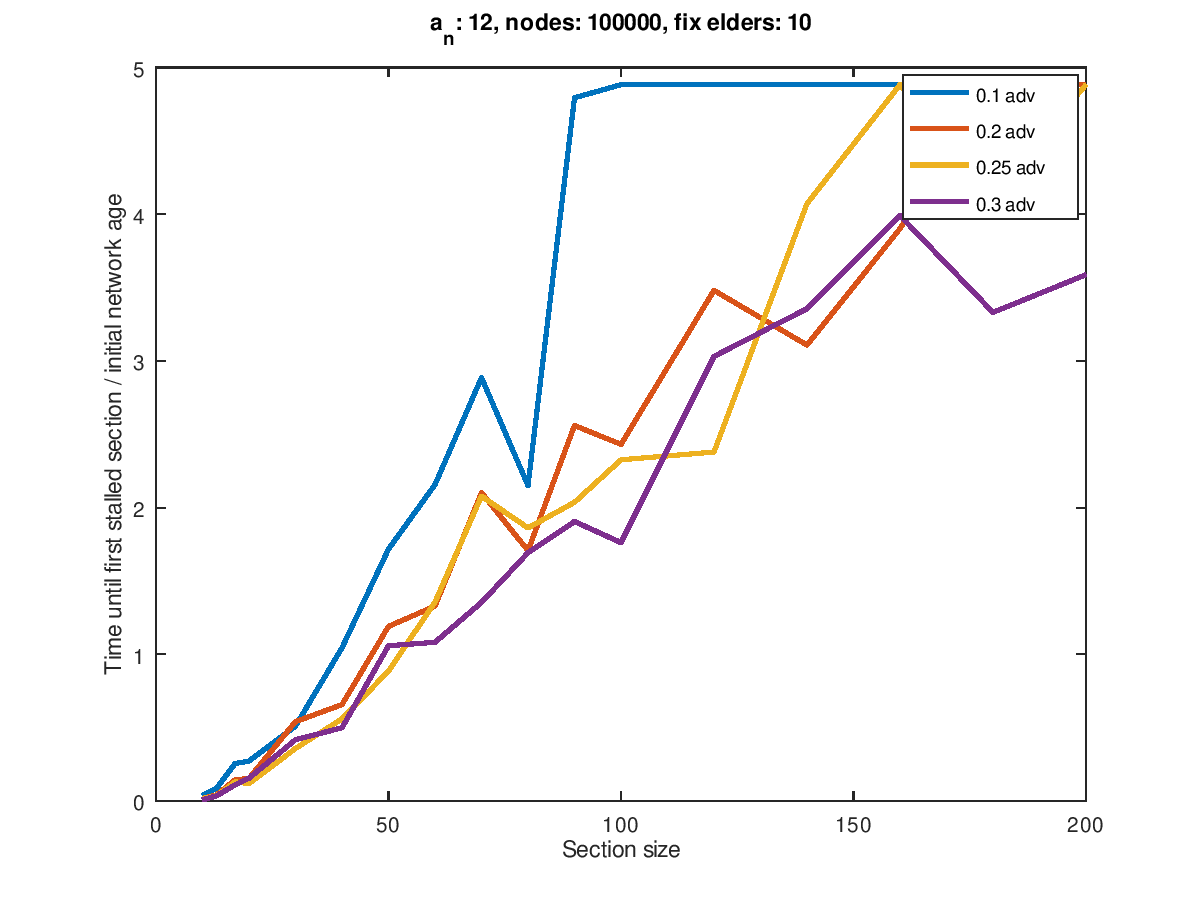 a_n: 12, nodes: 100000, fix elders: 10
5
4
3
2
1
0
Time until first stalled section / initial network age
0.1 adv
0.2 adv
0.25 adv
0.3 adv
0 50 100 150 200
Section size